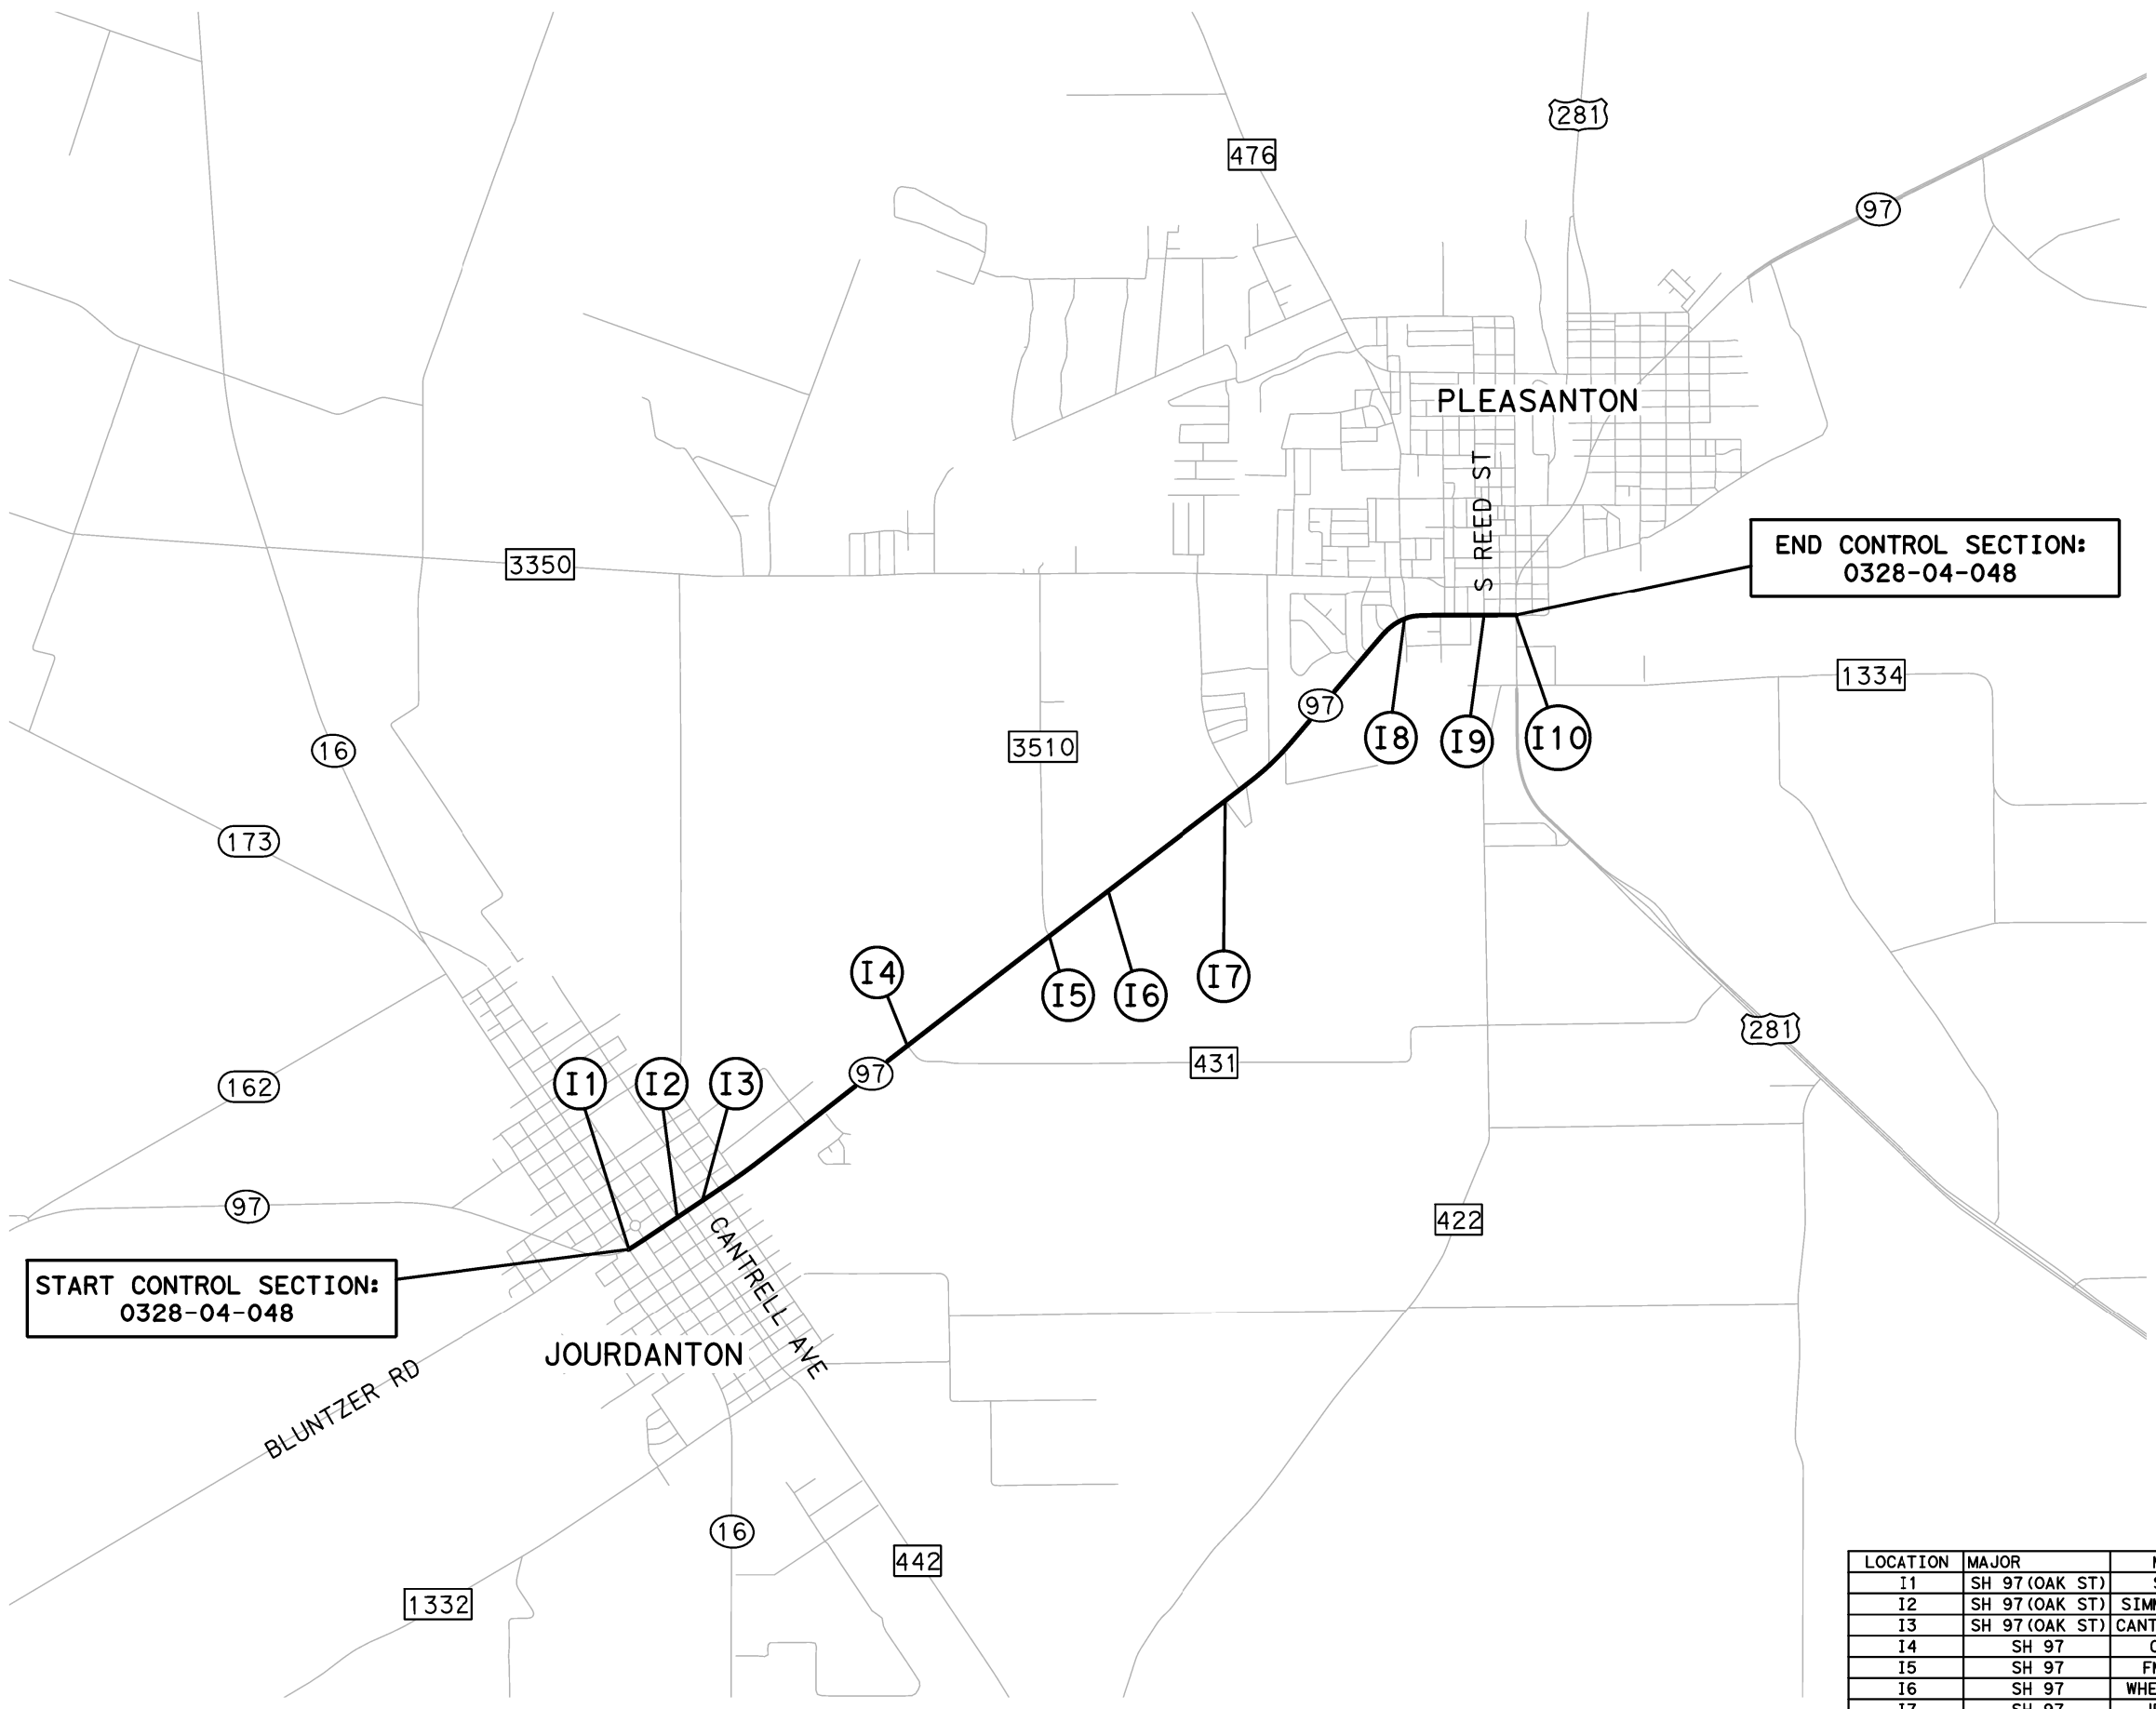 281
476
97
PLEASANTON
S REED ST
END CONTROL SECTION:
0328-04-048
3350
1334
97
16
3510
I8
I9
I10
173
I4
I5
I6
I7
281
431
97
162
I1
I2
I3
97
422
START CONTROL SECTION:
0328-04-048
CANTRELL AVE
JOURDANTON
BLUNTZER RD
16
442
1332
LOCATION MAJOR
I1 SH 97(OAK ST)
I2 SH 97(OAK ST)
I3 SH 97(OAK ST)
I4 SH 97
I5 SH 97
I6 SH 97
I7 SH 97